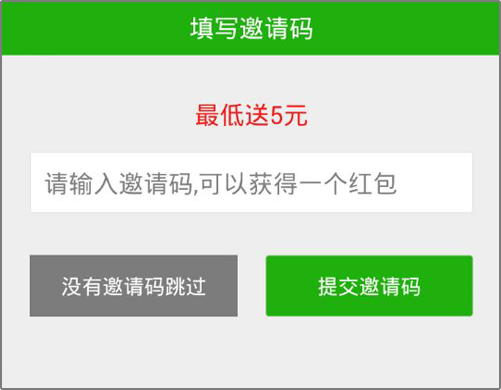 填写邀请码
最低送5元
请输入邀请码,可以获得一个红包
没有邀请码跳过
提交邀请码